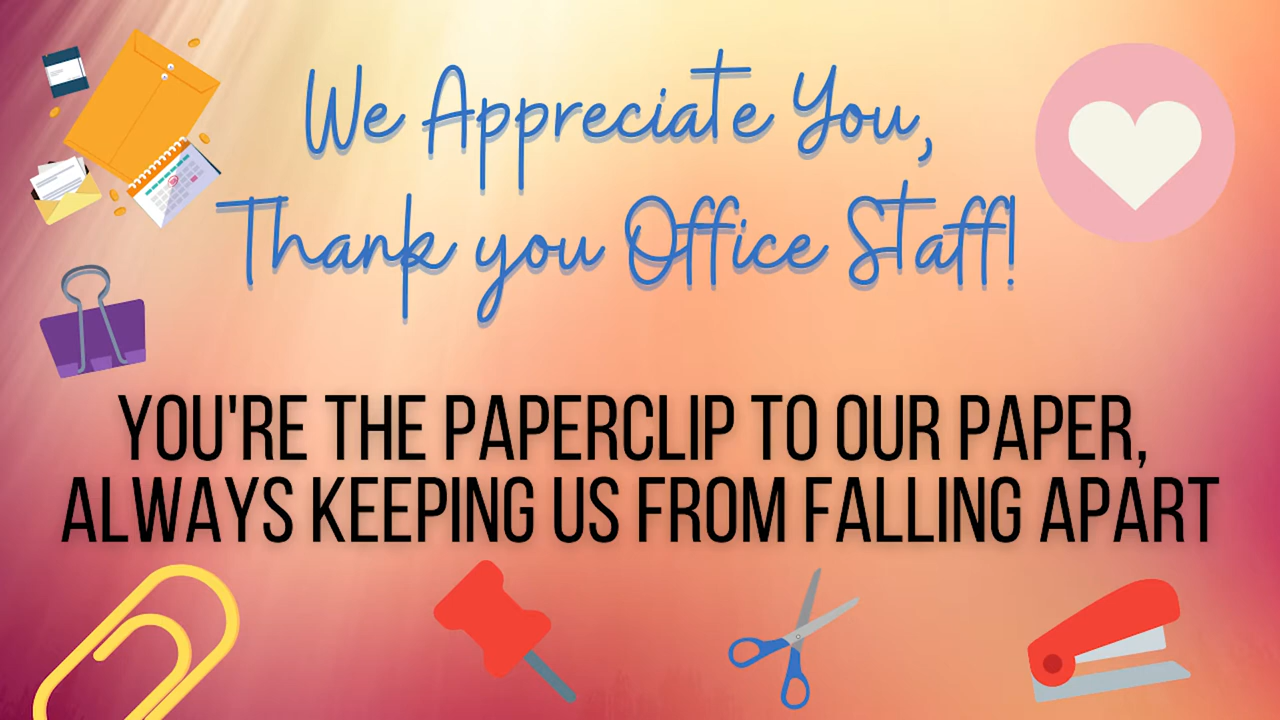 We Appreciate You,
Thank you Office Staff!
YOU'RE THE PAPERCLIP TO OUR PAPER,
ALWAYS KEEPING US FROM FALLING APART